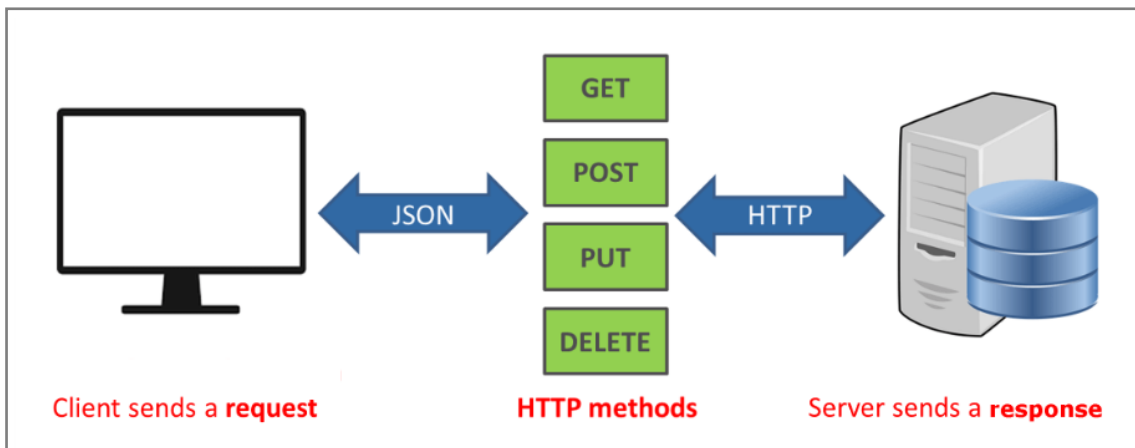 GET
POST
JSON
HTTP
PUT
DELETE
Client sends a request
HTTP methods
Server sends a response